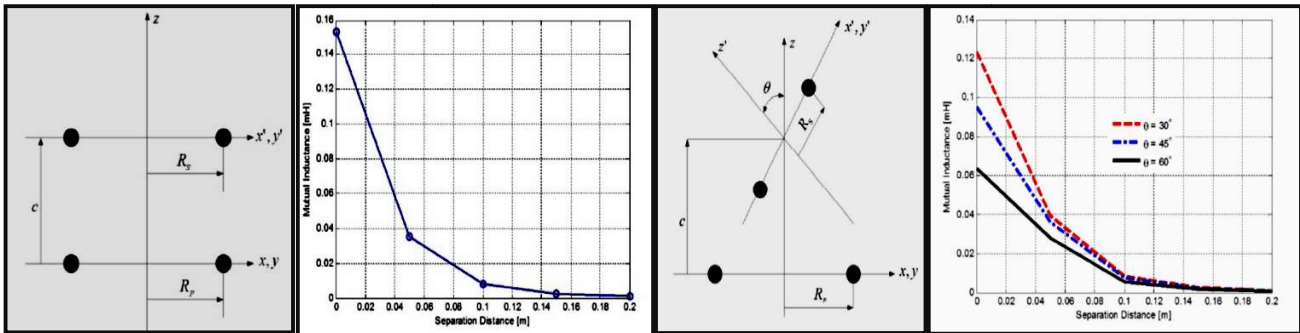 z
x', y'
R_S
c
x, y
R_P
0.16
0.14
0.12
0.1
0.08
0.06
0.04
0.02
0
Mutual Inductance [mH]
0 0.02 0.04 0.06 0.08 0.1 0.12 0.14 0.16 0.18 0.2
Separation Distance [m]
x', y'
z'
z
θ
R_S
c
x, y
0.14
0.12
0.1
0.08
0.06
0.04
0.02
0
Mutual Inductance [mH]
θ = 30°
θ = 45°
θ = 60°
0 0.02 0.04 0.06 0.08 0.1 0.12 0.14 0.16 0.18 0.2
Separation Distance [m]